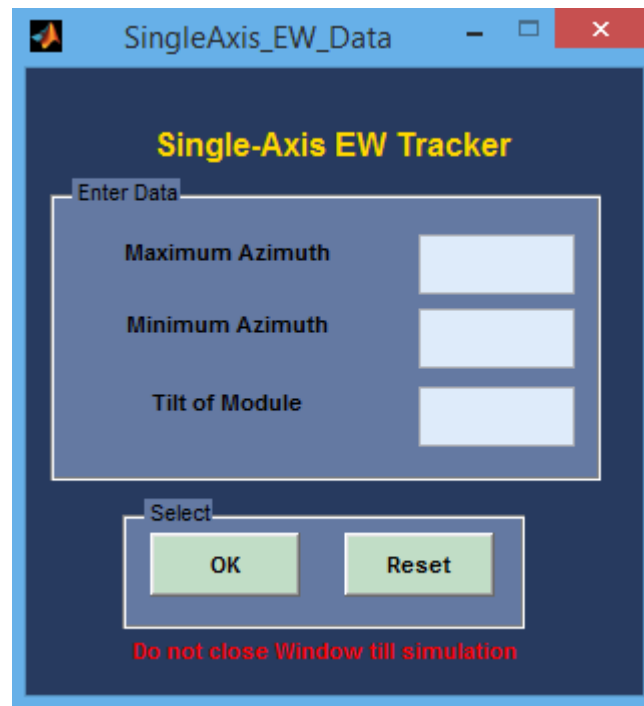 SingleAxis_EW_Data
Single-Axis EW Tracker
Enter Data
Maximum Azimuth
Minimum Azimuth
Tilt of Module
Select
OK Reset
Do not close Window till simulation